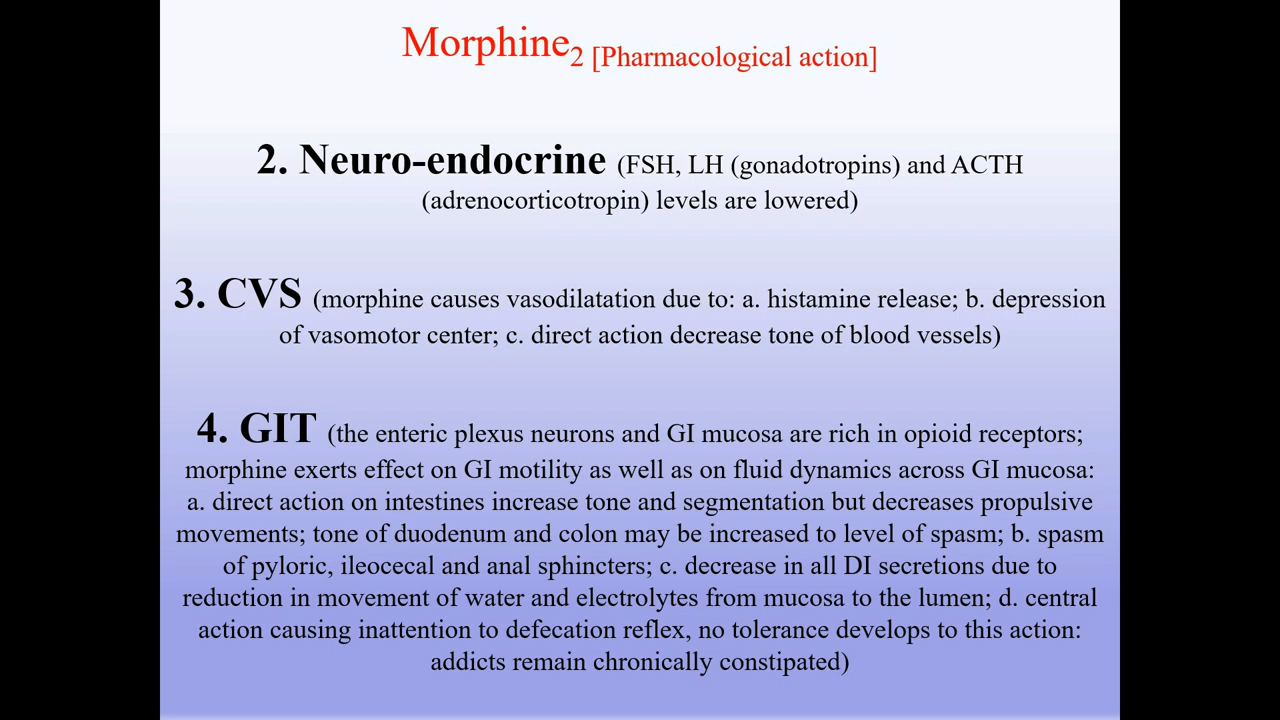 Morphine2 [Pharmacological action]
2. Neuro-endocrine (FSH, LH (gonadotropins) and ACTH
(adrenocorticotropin) levels are lowered)
3. CVS (morphine causes vasodilatation due to: a. histamine release; b. depression
of vasomotor center; c. direct action decrease tone of blood vessels)
4. GIT (the enteric plexus neurons and GI mucosa are rich in opioid receptors;
morphine exerts effect on GI motility as well as on fluid dynamics across GI mucosa:
a. direct action on intestines increase tone and segmentation but decreases propulsive
movements; tone of duodenum and colon may be increased to level of spasm; b. spasm
of pyloric, ileocecal and anal sphincters; c. decrease in all DI secretions due to
reduction in movement of water and electrolytes from mucosa to the lumen; d. central
action causing inattention to defecation reflex, no tolerance develops to this action:
addicts remain chronically constipated)